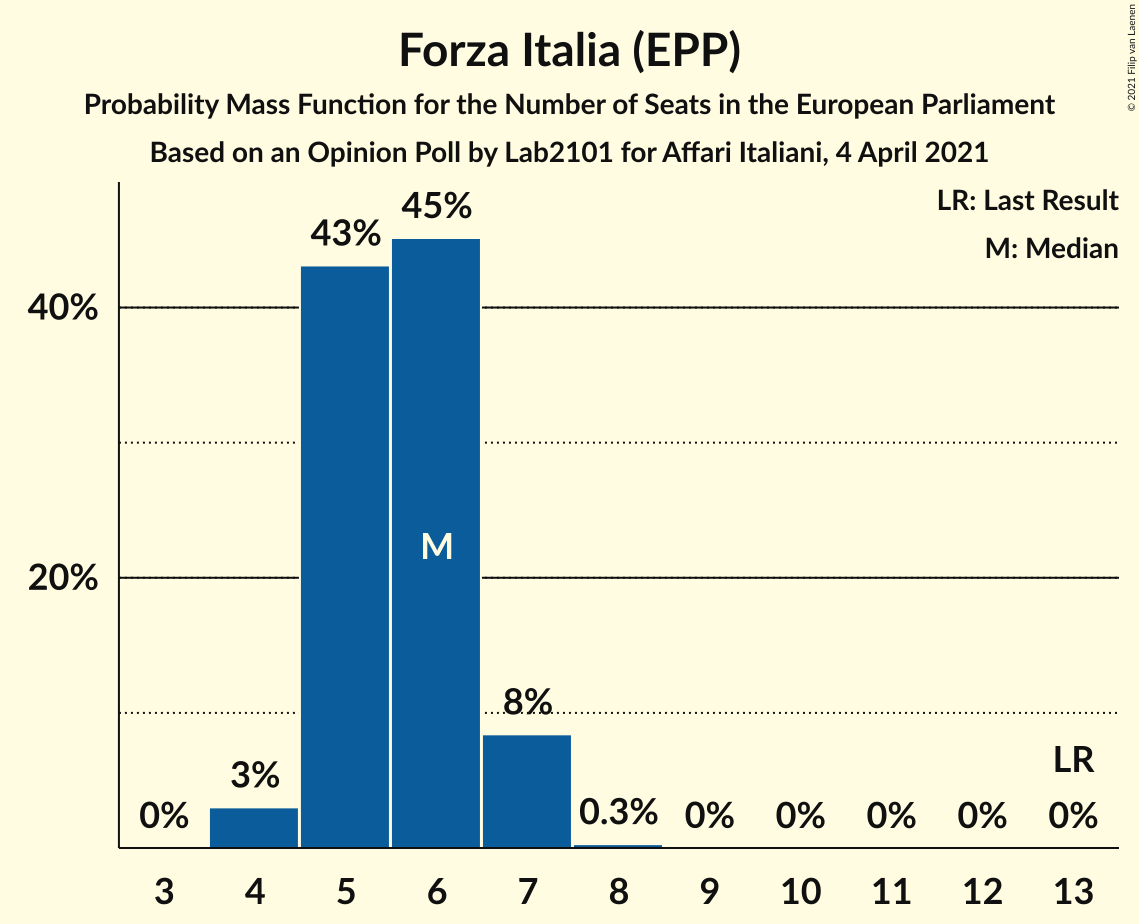 Forza Italia (EPP)
Probability Mass Function for the Number of Seats in the European Parliament
Based on an Opinion Poll by Lab2101 for Affari Italiani, 4 April 2021
© 2021 Filip van Laenen
LR: Last Result
M: Median
40%
20%
0%
3%
43%
45%
M
8%
0.3%
0%
0%
0%
0%
LR
0%
3 4 5 6 7 8 9 10 11 12 13